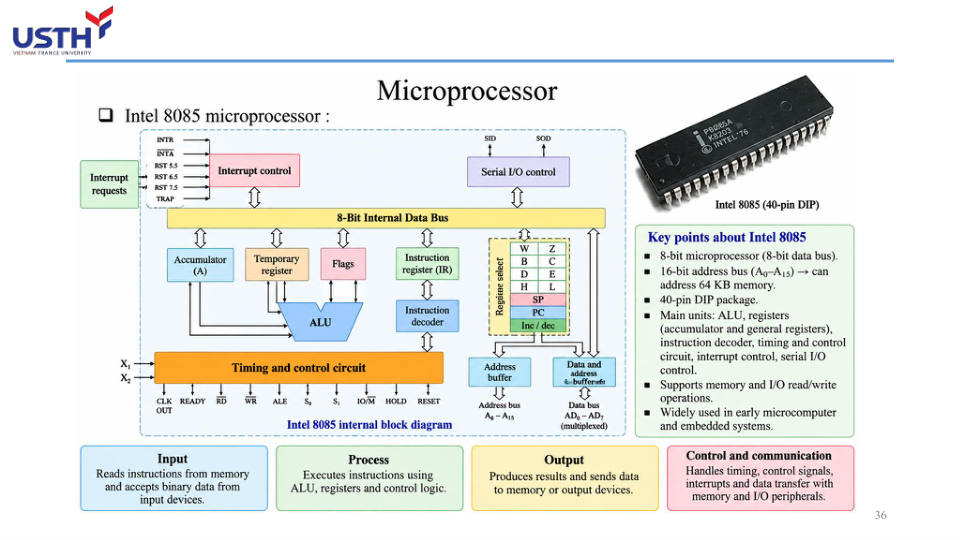 USTH
VIETNAM FRANCE UNIVERSITY
Microprocessor
❑ Intel 8085 microprocessor :
P8085A
K8203
© INTEL '76
Intel 8085 (40-pin DIP)
Interrupt
requests
INTR
INTA
RST 5.5
RST 6.5
RST 7.5
TRAP
Interrupt control
SID
SOD
Serial I/O control
8-Bit Internal Data Bus
Accumulator
(A)
Temporary
register
Flags
Instruction
register (IR)
ALU
Instruction
decoder
select
W Z
B C
D E
H L
SP
PC
Inc / dec
X₁
X₂
Timing and control circuit
CLK
OUT
READY
RD
WR
ALE
S₀
S₁
IO/M
HOLD
RESET
Address
buffer
Data and
address
Address bus
Data bus
AD₀ – AD₇
(multiplexed)
Intel 8085 internal block diagram
Key points about Intel 8085
▪ 8-bit microprocessor (8-bit data bus).
▪ 16-bit address bus (A₀–A₁₅) → can
address 64 KB memory.
▪ 40-pin DIP package.
▪ Main units: ALU, registers
(accumulator and general registers),
instruction decoder, timing and control
circuit, interrupt control, serial I/O
control.
▪ Supports memory and I/O read/write
operations.
▪ Widely used in early microcomputer
and embedded systems.
Input
Reads instructions from memory
and accepts binary data from
input devices.
Process
Executes instructions using
ALU, registers and control logic.
Output
Produces results and sends data
to memory or output devices.
Control and communication
Handles timing, control signals,
interrupts and data transfer with
memory and I/O peripherals.
36